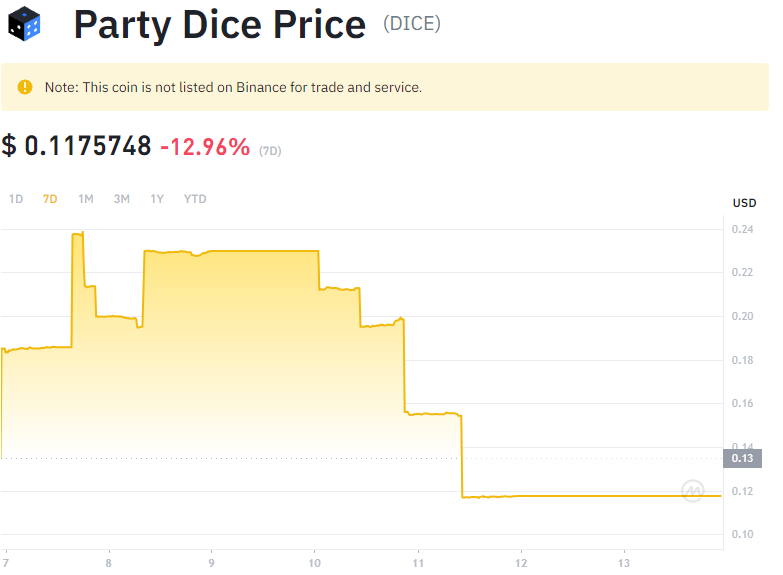 Party Dice Price (DICE)
Note: This coin is not listed on Binance for trade and service.
$ 0.1175748 -12.96% (7D)
1D 7D 1M 3M 1Y YTD
USD
0.24
0.22
0.20
0.18
0.16
0.14
0.13
0.12
0.10
7 8 9 10 11 12 13